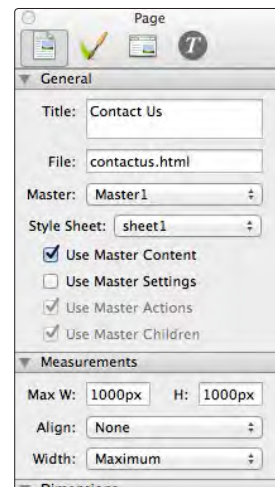 Page
T
General
Title: Contact Us
File: contactus.html
Master: Master1
Style Sheet: sheet1
Use Master Content
Use Master Settings
Use Master Actions
Use Master Children
Measurements
Max W: 1000px H: 1000px
Align: None
Width: Maximum
Dimensions